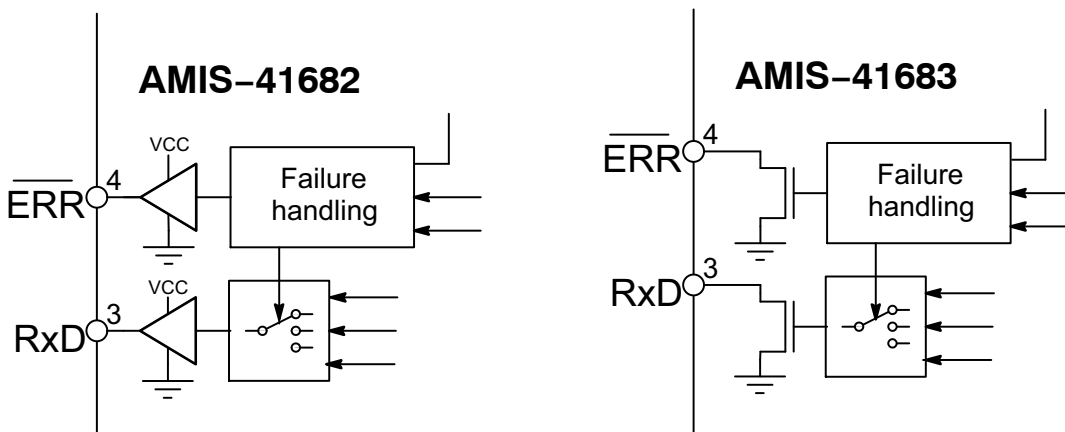 AMIS–41682
VCC
4
ERR
Failure
handling
VCC
3
RxD
AMIS–41683
4
ERR
Failure
handling
3
RxD